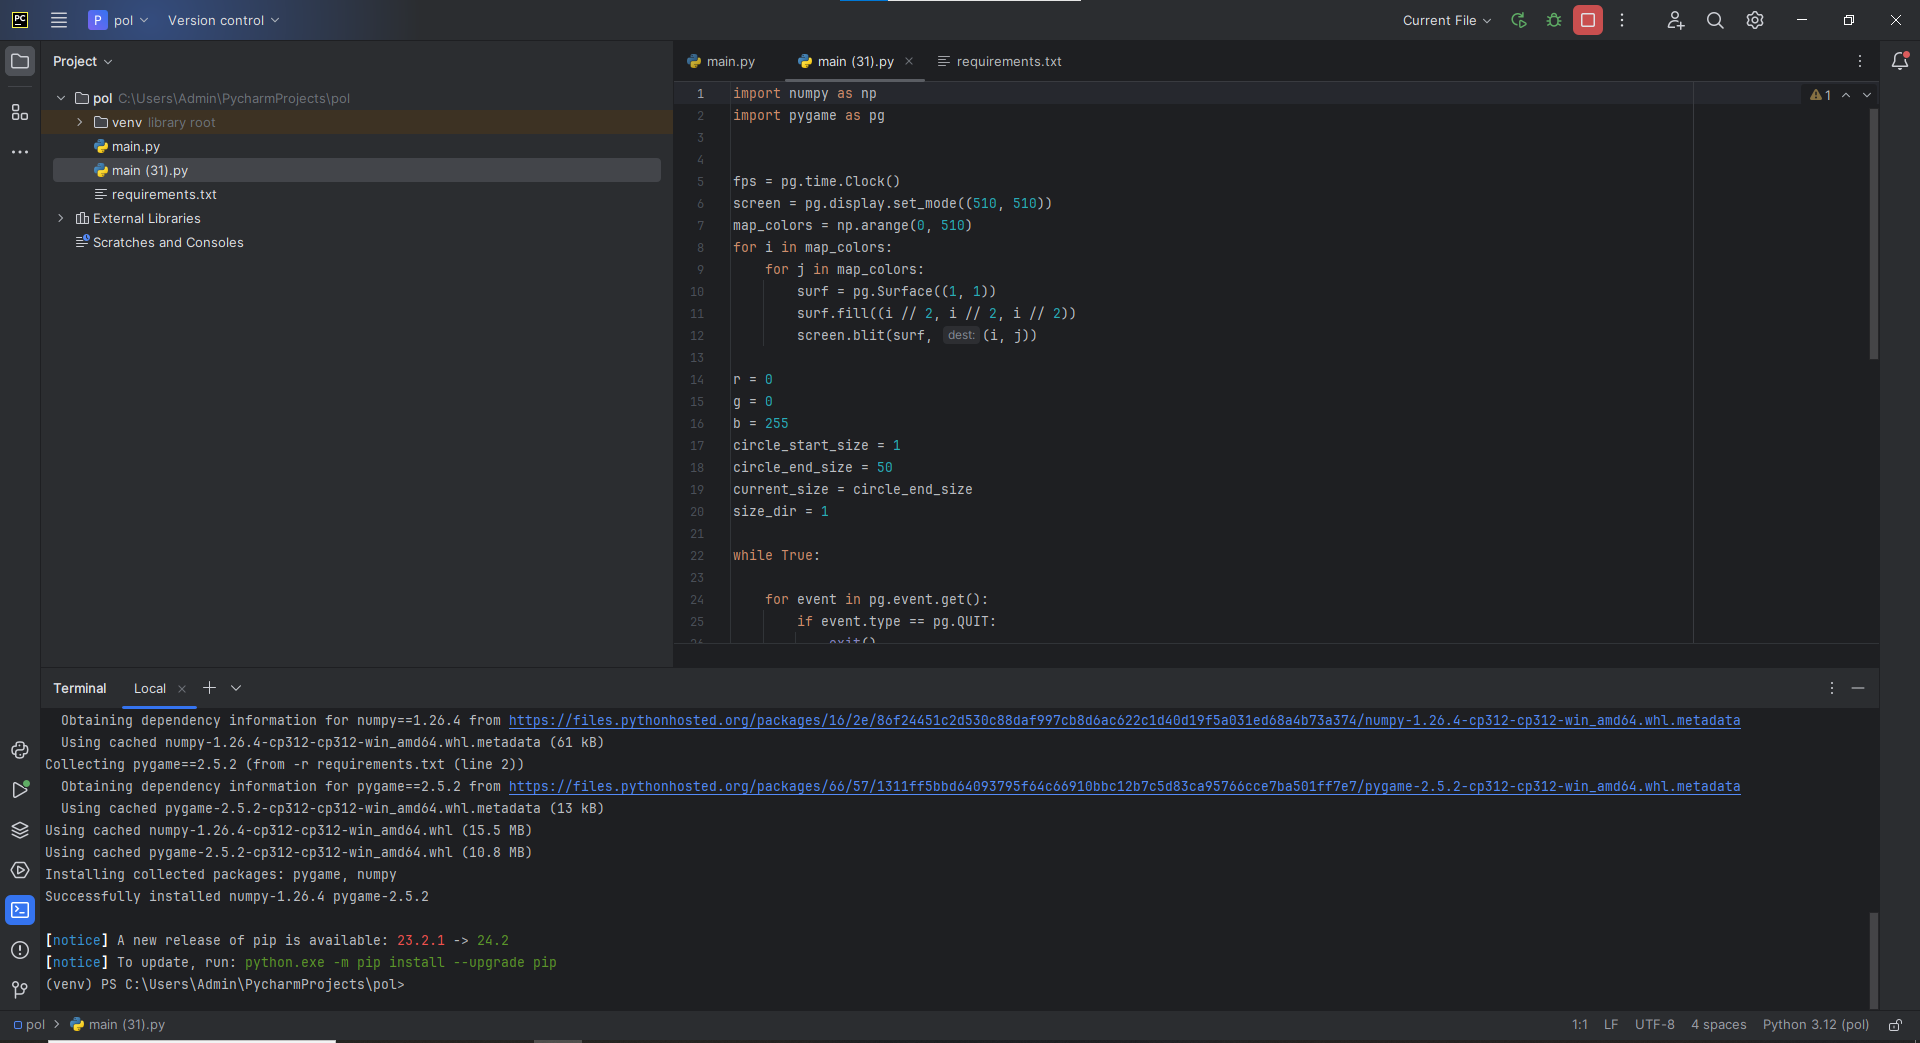 PC P pol Version control Current File
Project
main.py main (31).py requirements.txt
pol C:\Users\Admin\PycharmProjects\pol
venv library root
main.py
main (31).py
requirements.txt
External Libraries
Scratches and Consoles
1 import numpy as np
2 import pygame as pg
3
4
5 fps = pg.time.Clock()
6 screen = pg.display.set_mode((510, 510))
7 map_colors = np.arange(0, 510)
8 for i in map_colors:
9 for j in map_colors:
10 surf = pg.Surface((1, 1))
11 surf.fill((i // 2, i // 2, i // 2))
12 screen.blit(surf, dest: (i, j))
13
14 r = 0
15 g = 0
16 b = 255
17 circle_start_size = 1
18 circle_end_size = 50
19 current_size = circle_end_size
20 size_dir = 1
21
22 while True:
23
24 for event in pg.event.get():
25 if event.type == pg.QUIT:
26 exit()
1
Terminal Local
Obtaining dependency information for numpy==1.26.4 from https://files.pythonhosted.org/packages/16/2e/86f24451c2d530c88daf997cb8d6ac622c1d40d19f5a031ed68a4b73a374/numpy-1.26.4-cp312-cp312-win_amd64.whl.metadata
Using cached numpy-1.26.4-cp312-cp312-win_amd64.whl.metadata (61 kB)
Collecting pygame==2.5.2 (from -r requirements.txt (line 2))
Obtaining dependency information for pygame==2.5.2 from https://files.pythonhosted.org/packages/66/57/1311ff5bbd64093795f64c66910bbc12b7c5d83ca95766cce7ba501ff7e7/pygame-2.5.2-cp312-cp312-win_amd64.whl.metadata
Using cached pygame-2.5.2-cp312-cp312-win_amd64.whl.metadata (13 kB)
Using cached numpy-1.26.4-cp312-cp312-win_amd64.whl (15.5 MB)
Using cached pygame-2.5.2-cp312-cp312-win_amd64.whl (10.8 MB)
Installing collected packages: pygame, numpy
Successfully installed numpy-1.26.4 pygame-2.5.2
[notice] A new release of pip is available: 23.2.1 -> 24.2
[notice] To update, run: python.exe -m pip install --upgrade pip
(venv) PS C:\Users\Admin\PycharmProjects\pol>
pol main (31).py 1:1 LF UTF-8 4 spaces Python 3.12 (pol)